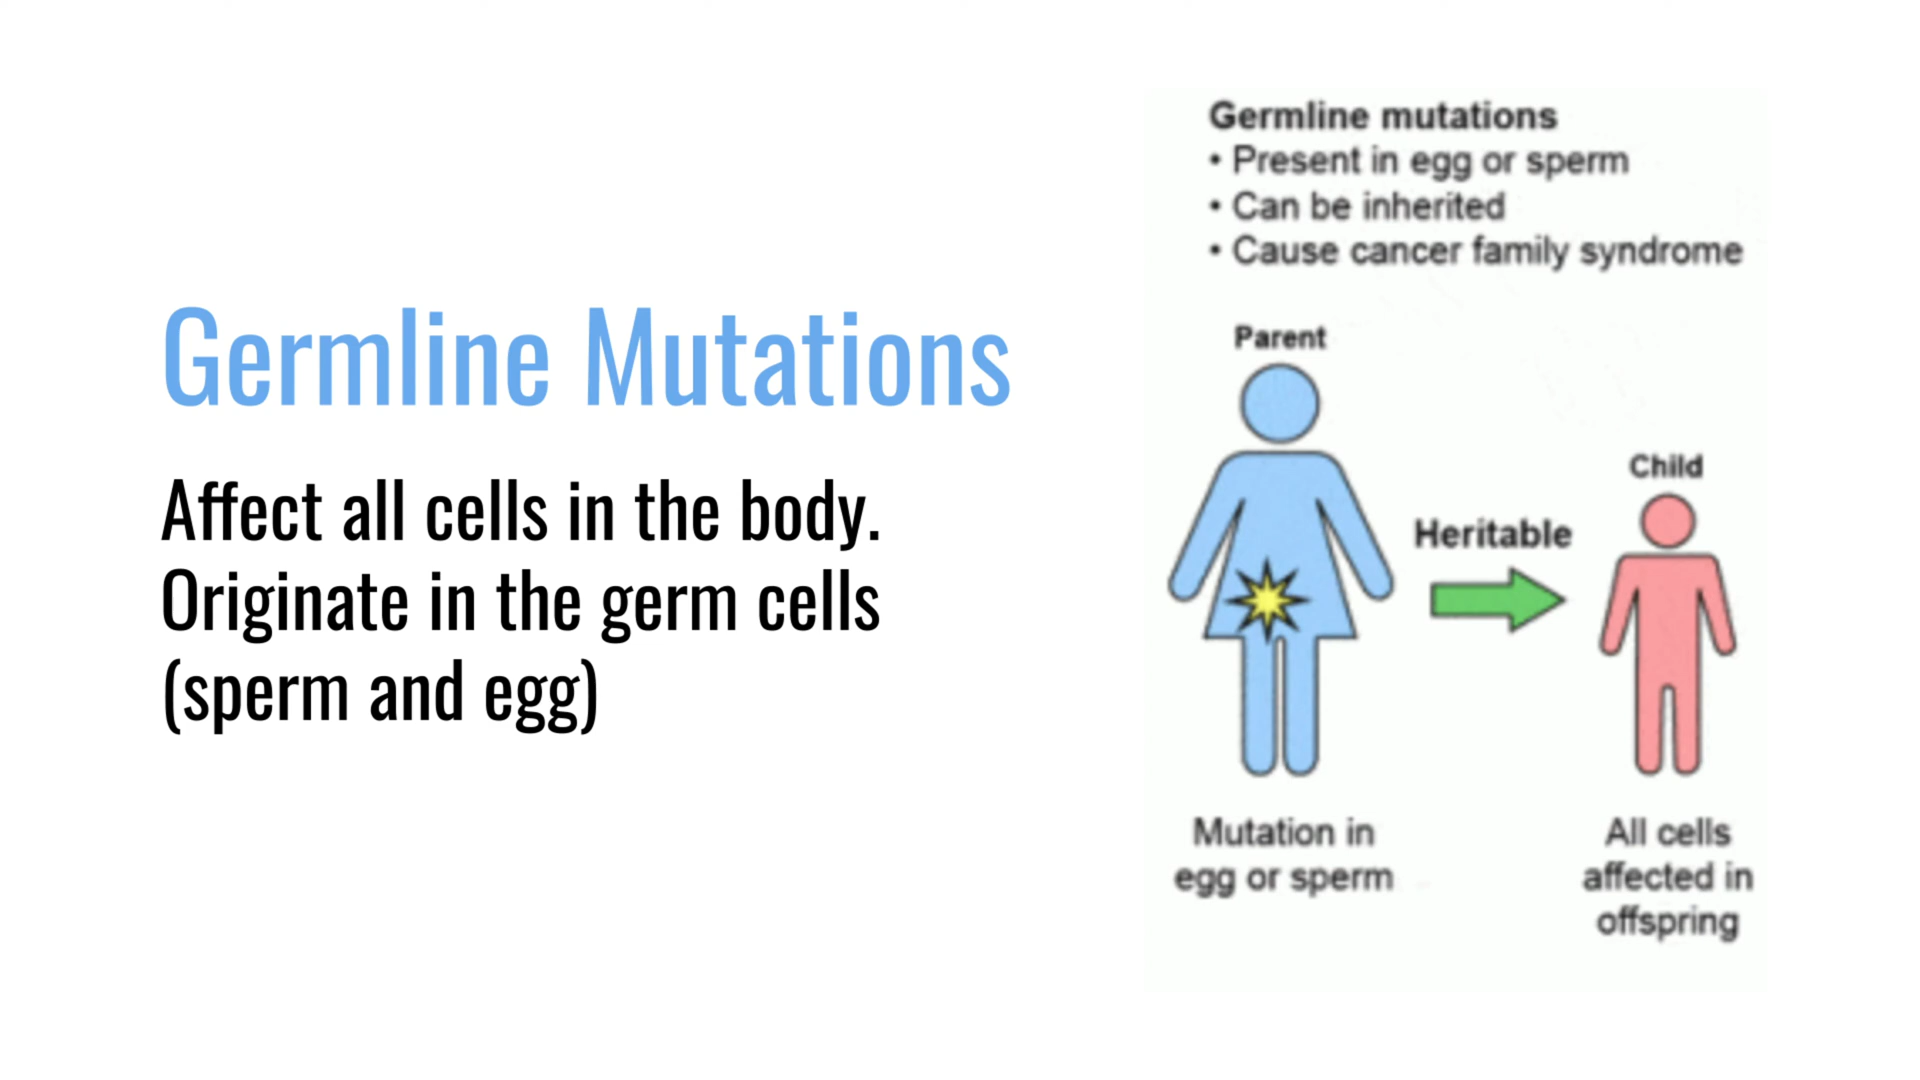 Germline Mutations
Affect all cells in the body.
Originate in the germ cells
(sperm and egg)
Germline mutations
• Present in egg or sperm
• Can be inherited
• Cause cancer family syndrome
Parent
Child
Heritable
Mutation in
egg or sperm
All cells
affected in
offspring